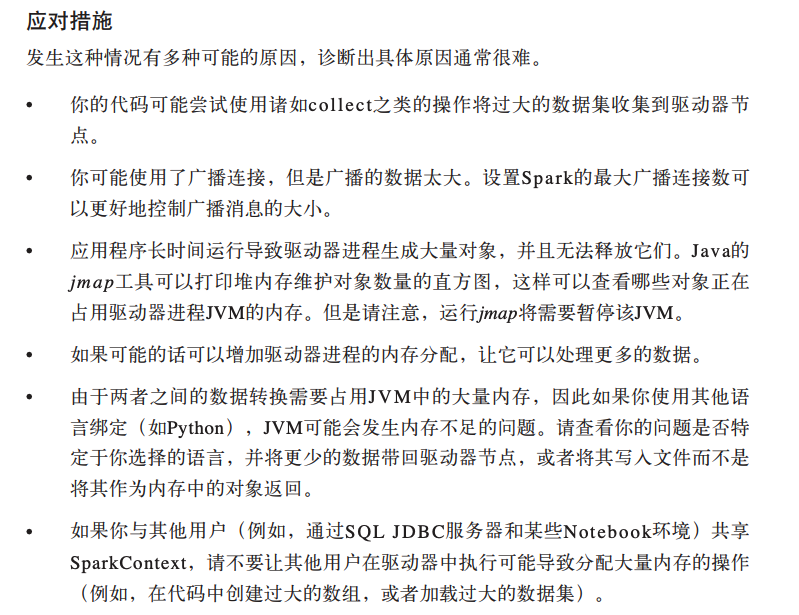 应对措施
发生这种情况有多种可能的原因，诊断出具体原因通常很难。
• 你的代码可能尝试使用诸如collect之类的操作将过大的数据集收集到驱动器节
点。
• 你可能使用了广播连接，但是广播的数据太大。设置Spark的最大广播连接数可
以更好地控制广播消息的大小。
• 应用程序长时间运行导致驱动器进程生成大量对象，并且无法释放它们。Java的
jmap工具可以打印堆内存维护对象数量的直方图，这样可以查看哪些对象正在
占用驱动器进程JVM的内存。但是请注意，运行jmap将需要暂停该JVM。
• 如果可能的话可以增加驱动器进程的内存分配，让它可以处理更多的数据。
• 由于两者之间的数据转换需要占用JVM中的大量内存，因此如果你使用其他语
言绑定（如Python），JVM可能会发生内存不足的问题。请查看你的问题是否特
定于你选择的语言，并将更少的数据带回驱动器节点，或者将其写入文件而不是
将其作为内存中的对象返回。
• 如果你与其他用户（例如，通过SQL JDBC服务器和某些Notebook环境）共享
SparkContext，请不要让其他用户在驱动器中执行可能导致分配大量内存的操作
（例如，在代码中创建过大的数组，或者加载过大的数据集）。